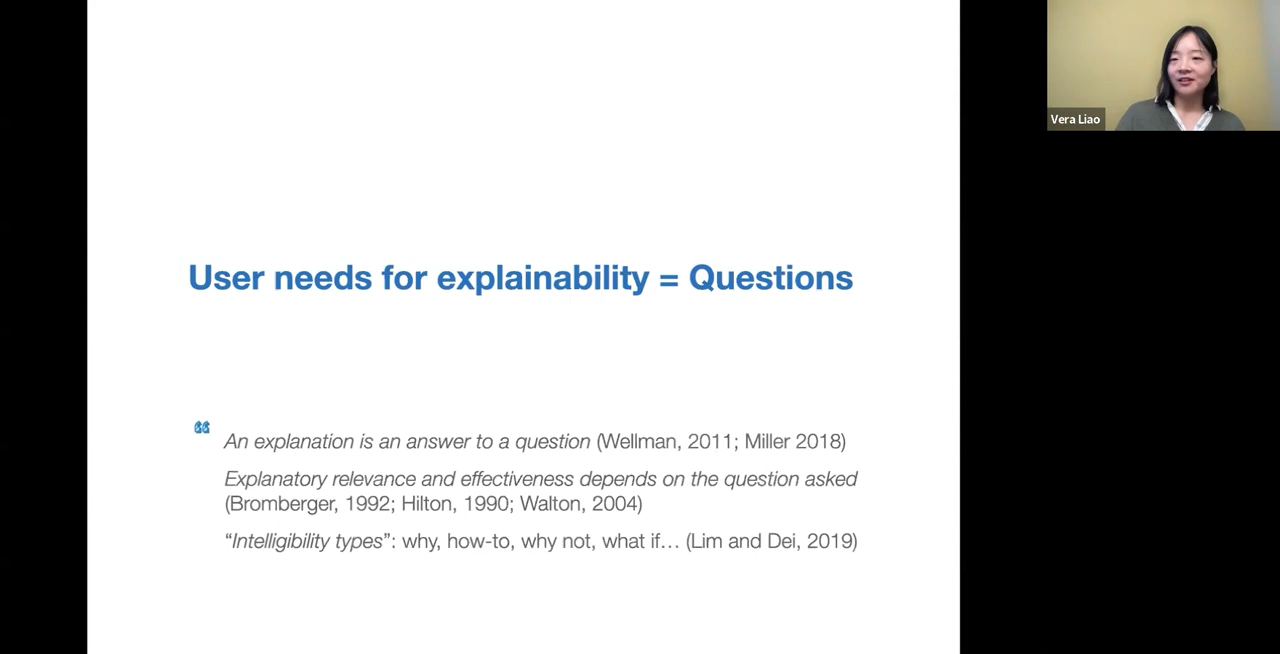 User needs for explainability = Questions
“
An explanation is an answer to a question (Wellman, 2011; Miller 2018)
Explanatory relevance and effectiveness depends on the question asked
(Bromberger, 1992; Hilton, 1990; Walton, 2004)
“Intelligibility types”: why, how-to, why not, what if… (Lim and Dei, 2019)
Vera Liao